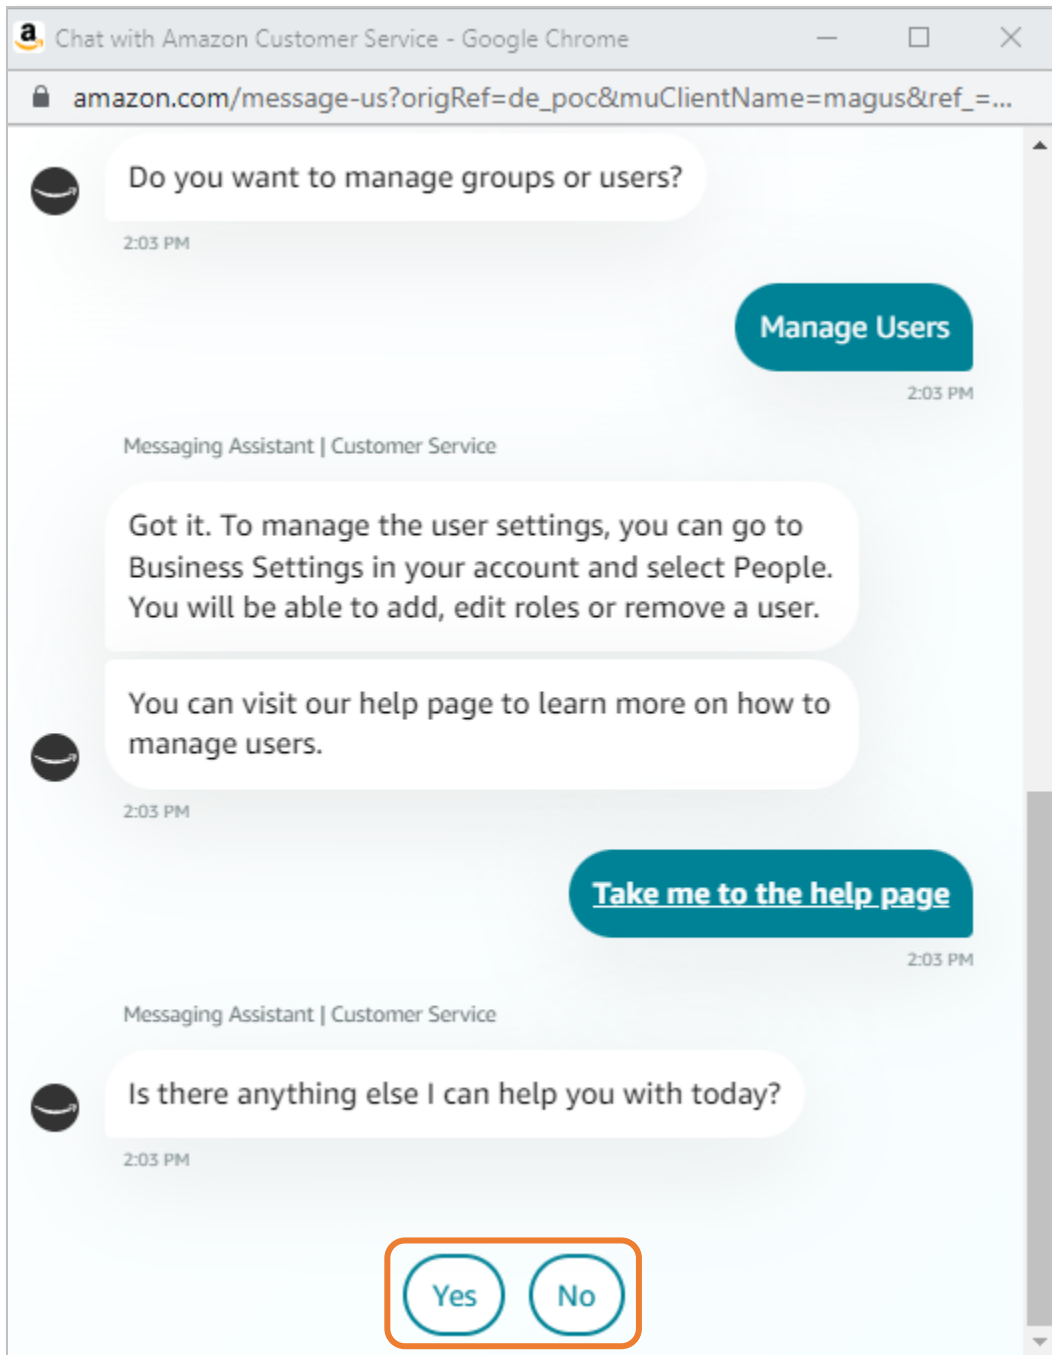 a Chat with Amazon Customer Service - Google Chrome
amazon.com/message-us?origRef=de_poc&muClientName=magus&ref_=...
Do you want to manage groups or users?
2:03 PM
Manage Users
2:03 PM
Messaging Assistant | Customer Service
Got it. To manage the user settings, you can go to
Business Settings in your account and select People.
You will be able to add, edit roles or remove a user.
You can visit our help page to learn more on how to
manage users.
2:03 PM
Take me to the help page
2:03 PM
Messaging Assistant | Customer Service
Is there anything else I can help you with today?
2:03 PM
Yes No